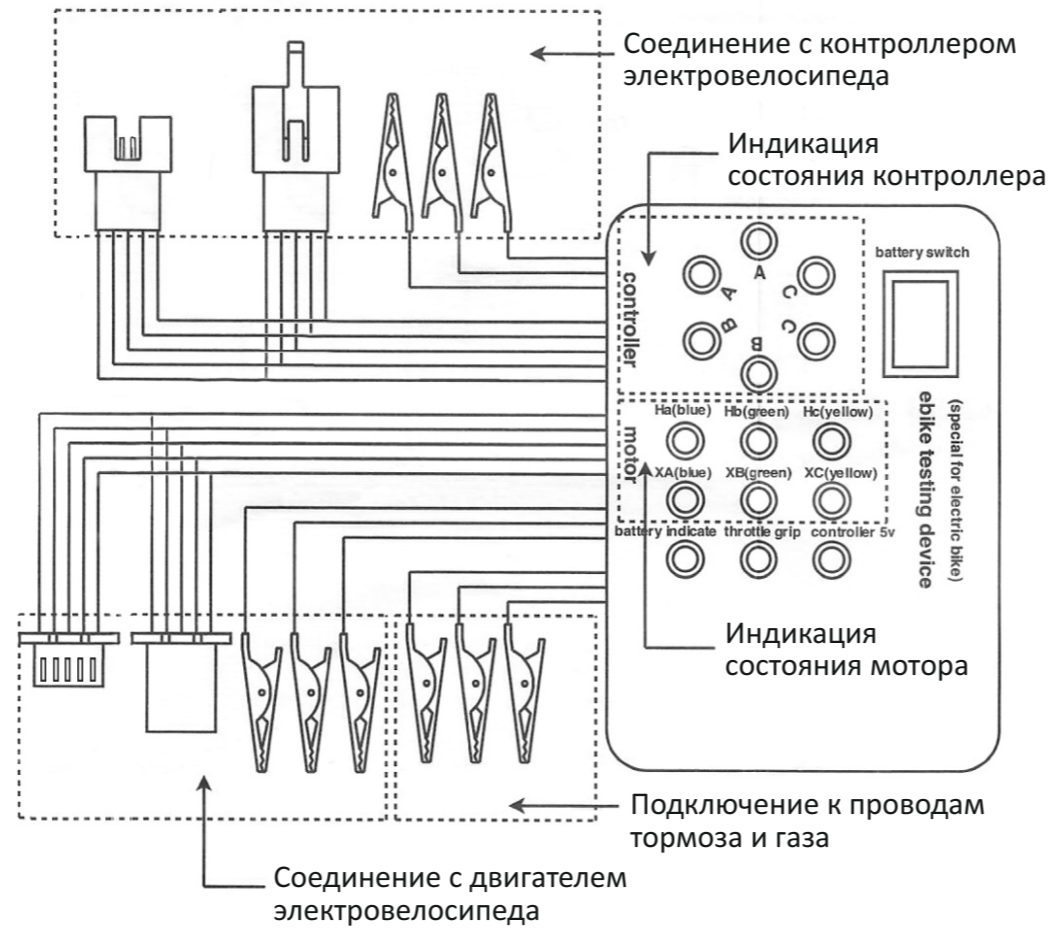 Соединение с контроллером
электровелосипеда
Индикация
состояния контроллера
battery switch
controller
A
A
C
B
C
B
motor
Ha(blue) Hb(green) Hc(yellow)
XA(blue) XB(green) XC(yellow)
battery indicate throttle grip controller 5v
ebike testing device
(special for electric bike)
Индикация
состояния мотора
Подключение к проводам
тормоза и газа
Соединение с двигателем
электровелосипеда